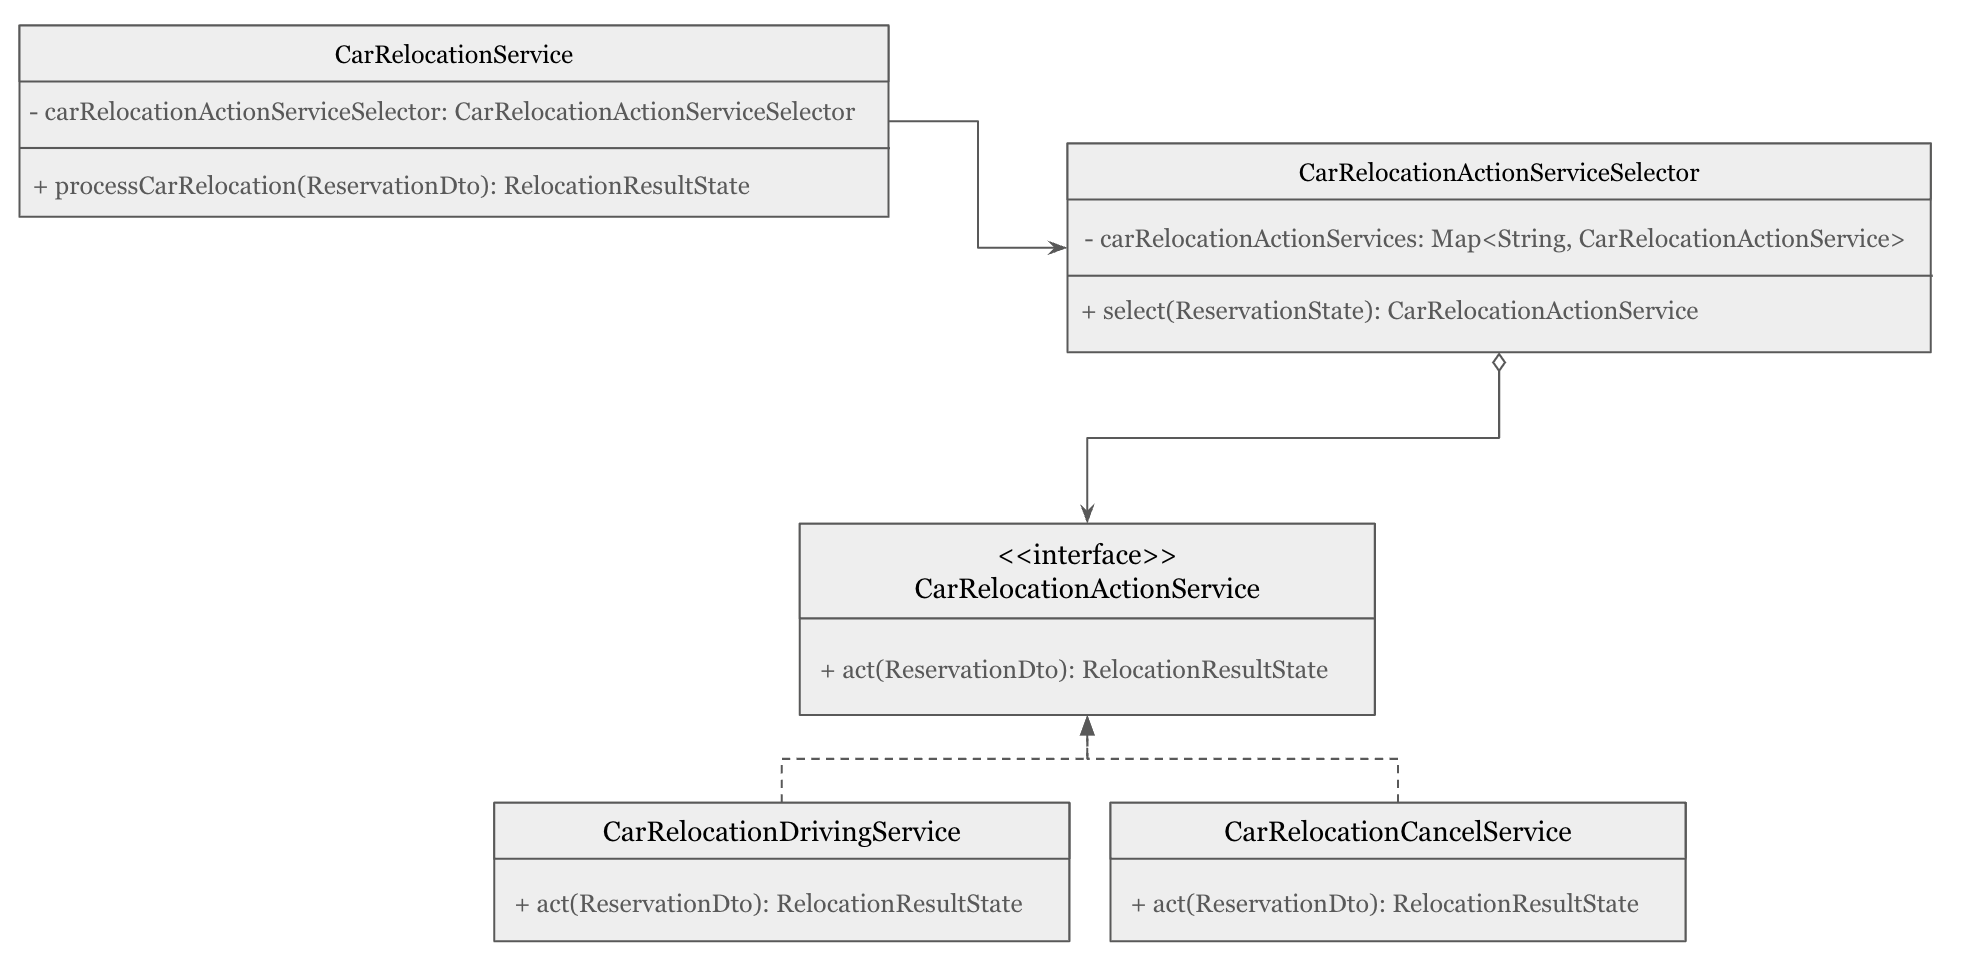 CarRelocationService
- carRelocationActionServiceSelector: CarRelocationActionServiceSelector
+ processCarRelocation(ReservationDto): RelocationResultState
CarRelocationActionServiceSelector
- carRelocationActionServices: Map<String, CarRelocationActionService>
+ select(ReservationState): CarRelocationActionService
<<interface>>
CarRelocationActionService
+ act(ReservationDto): RelocationResultState
CarRelocationDrivingService
+ act(ReservationDto): RelocationResultState
CarRelocationCancelService
+ act(ReservationDto): RelocationResultState